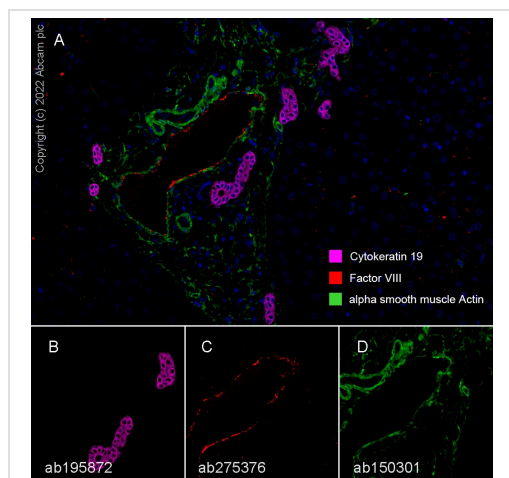 A
Copyright (c) 2022 Abcam plc
Cytokeratin 19
Factor VIII
alpha smooth muscle Actin
B
C
D
ab195872
ab275376
ab150301